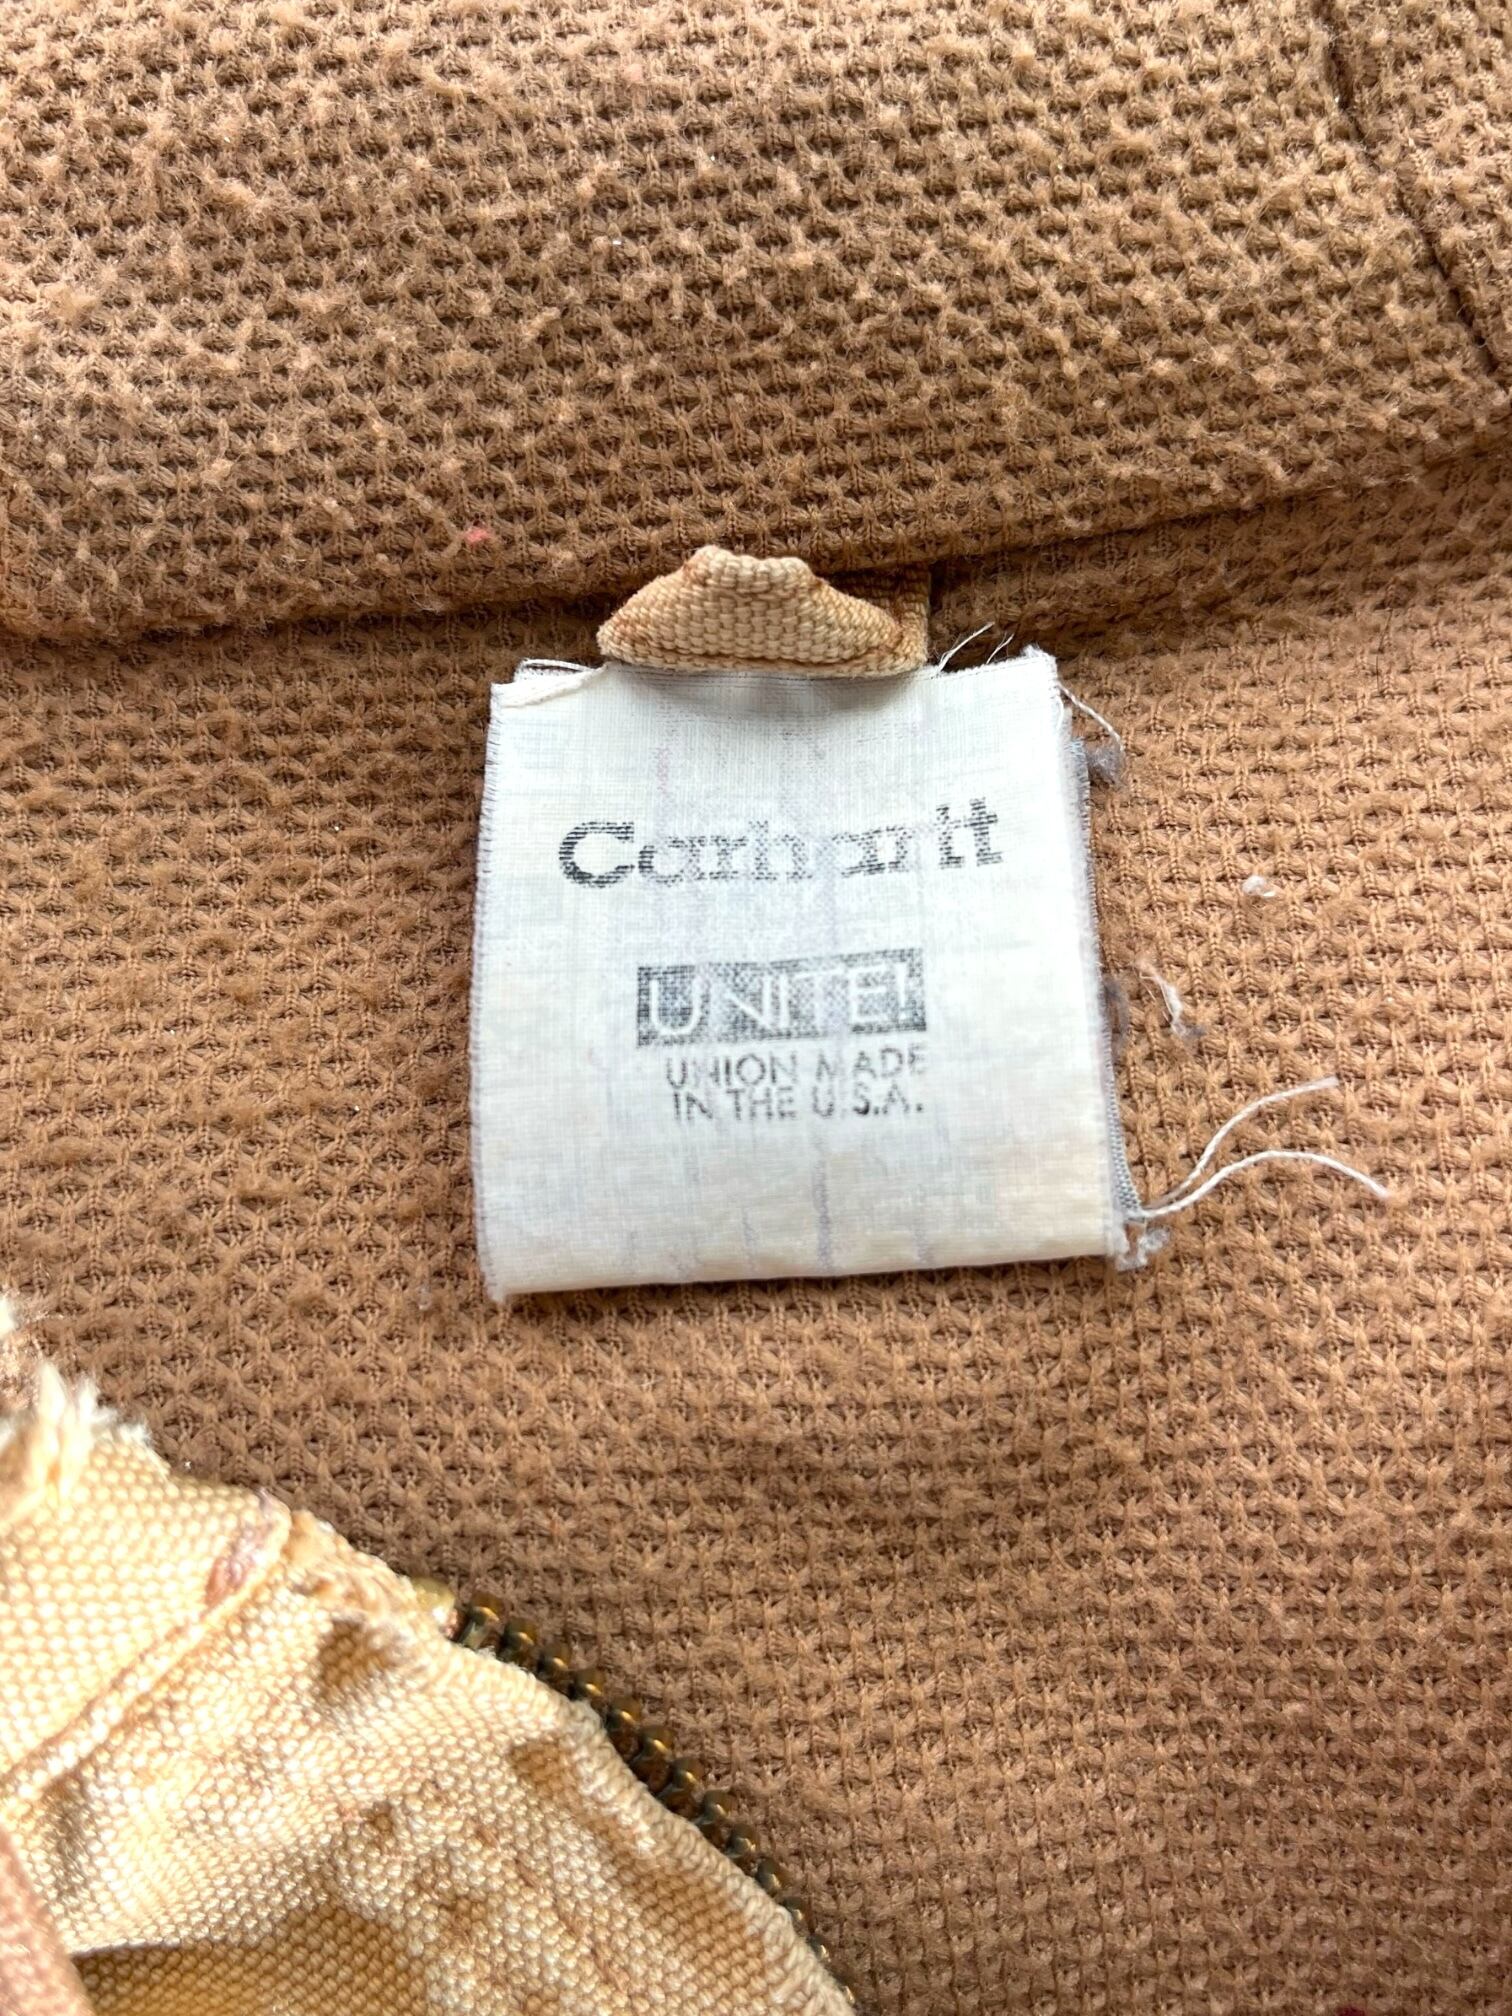 Carhartt
UNITE!
UNION MADE
IN THE U.S.A.